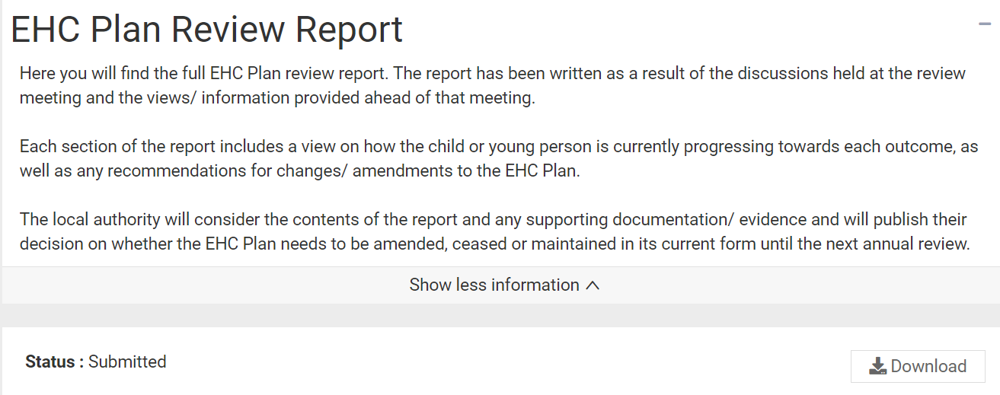 EHC Plan Review Report
Here you will find the full EHC Plan review report. The report has been written as a result of the discussions held at the review
meeting and the views/ information provided ahead of that meeting.
Each section of the report includes a view on how the child or young person is currently progressing towards each outcome, as
well as any recommendations for changes/ amendments to the EHC Plan.
The local authority will consider the contents of the report and any supporting documentation/ evidence and will publish their
decision on whether the EHC Plan needs to be amended, ceased or maintained in its current form until the next annual review.
Show less information
Status : Submitted
Download